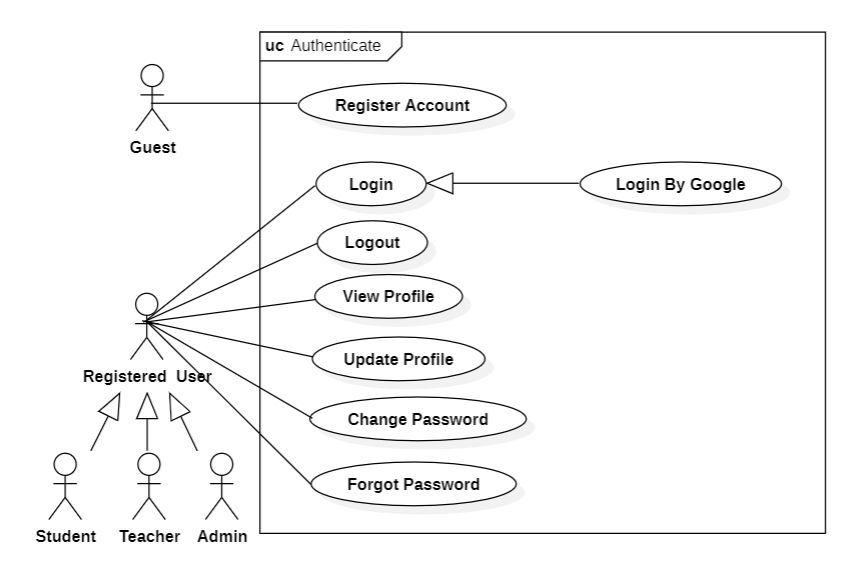 uc Authenticate
Guest
Register Account
Login
Login By Google
Logout
View Profile
Registered User
Update Profile
Change Password
Forgot Password
Student
Teacher
Admin